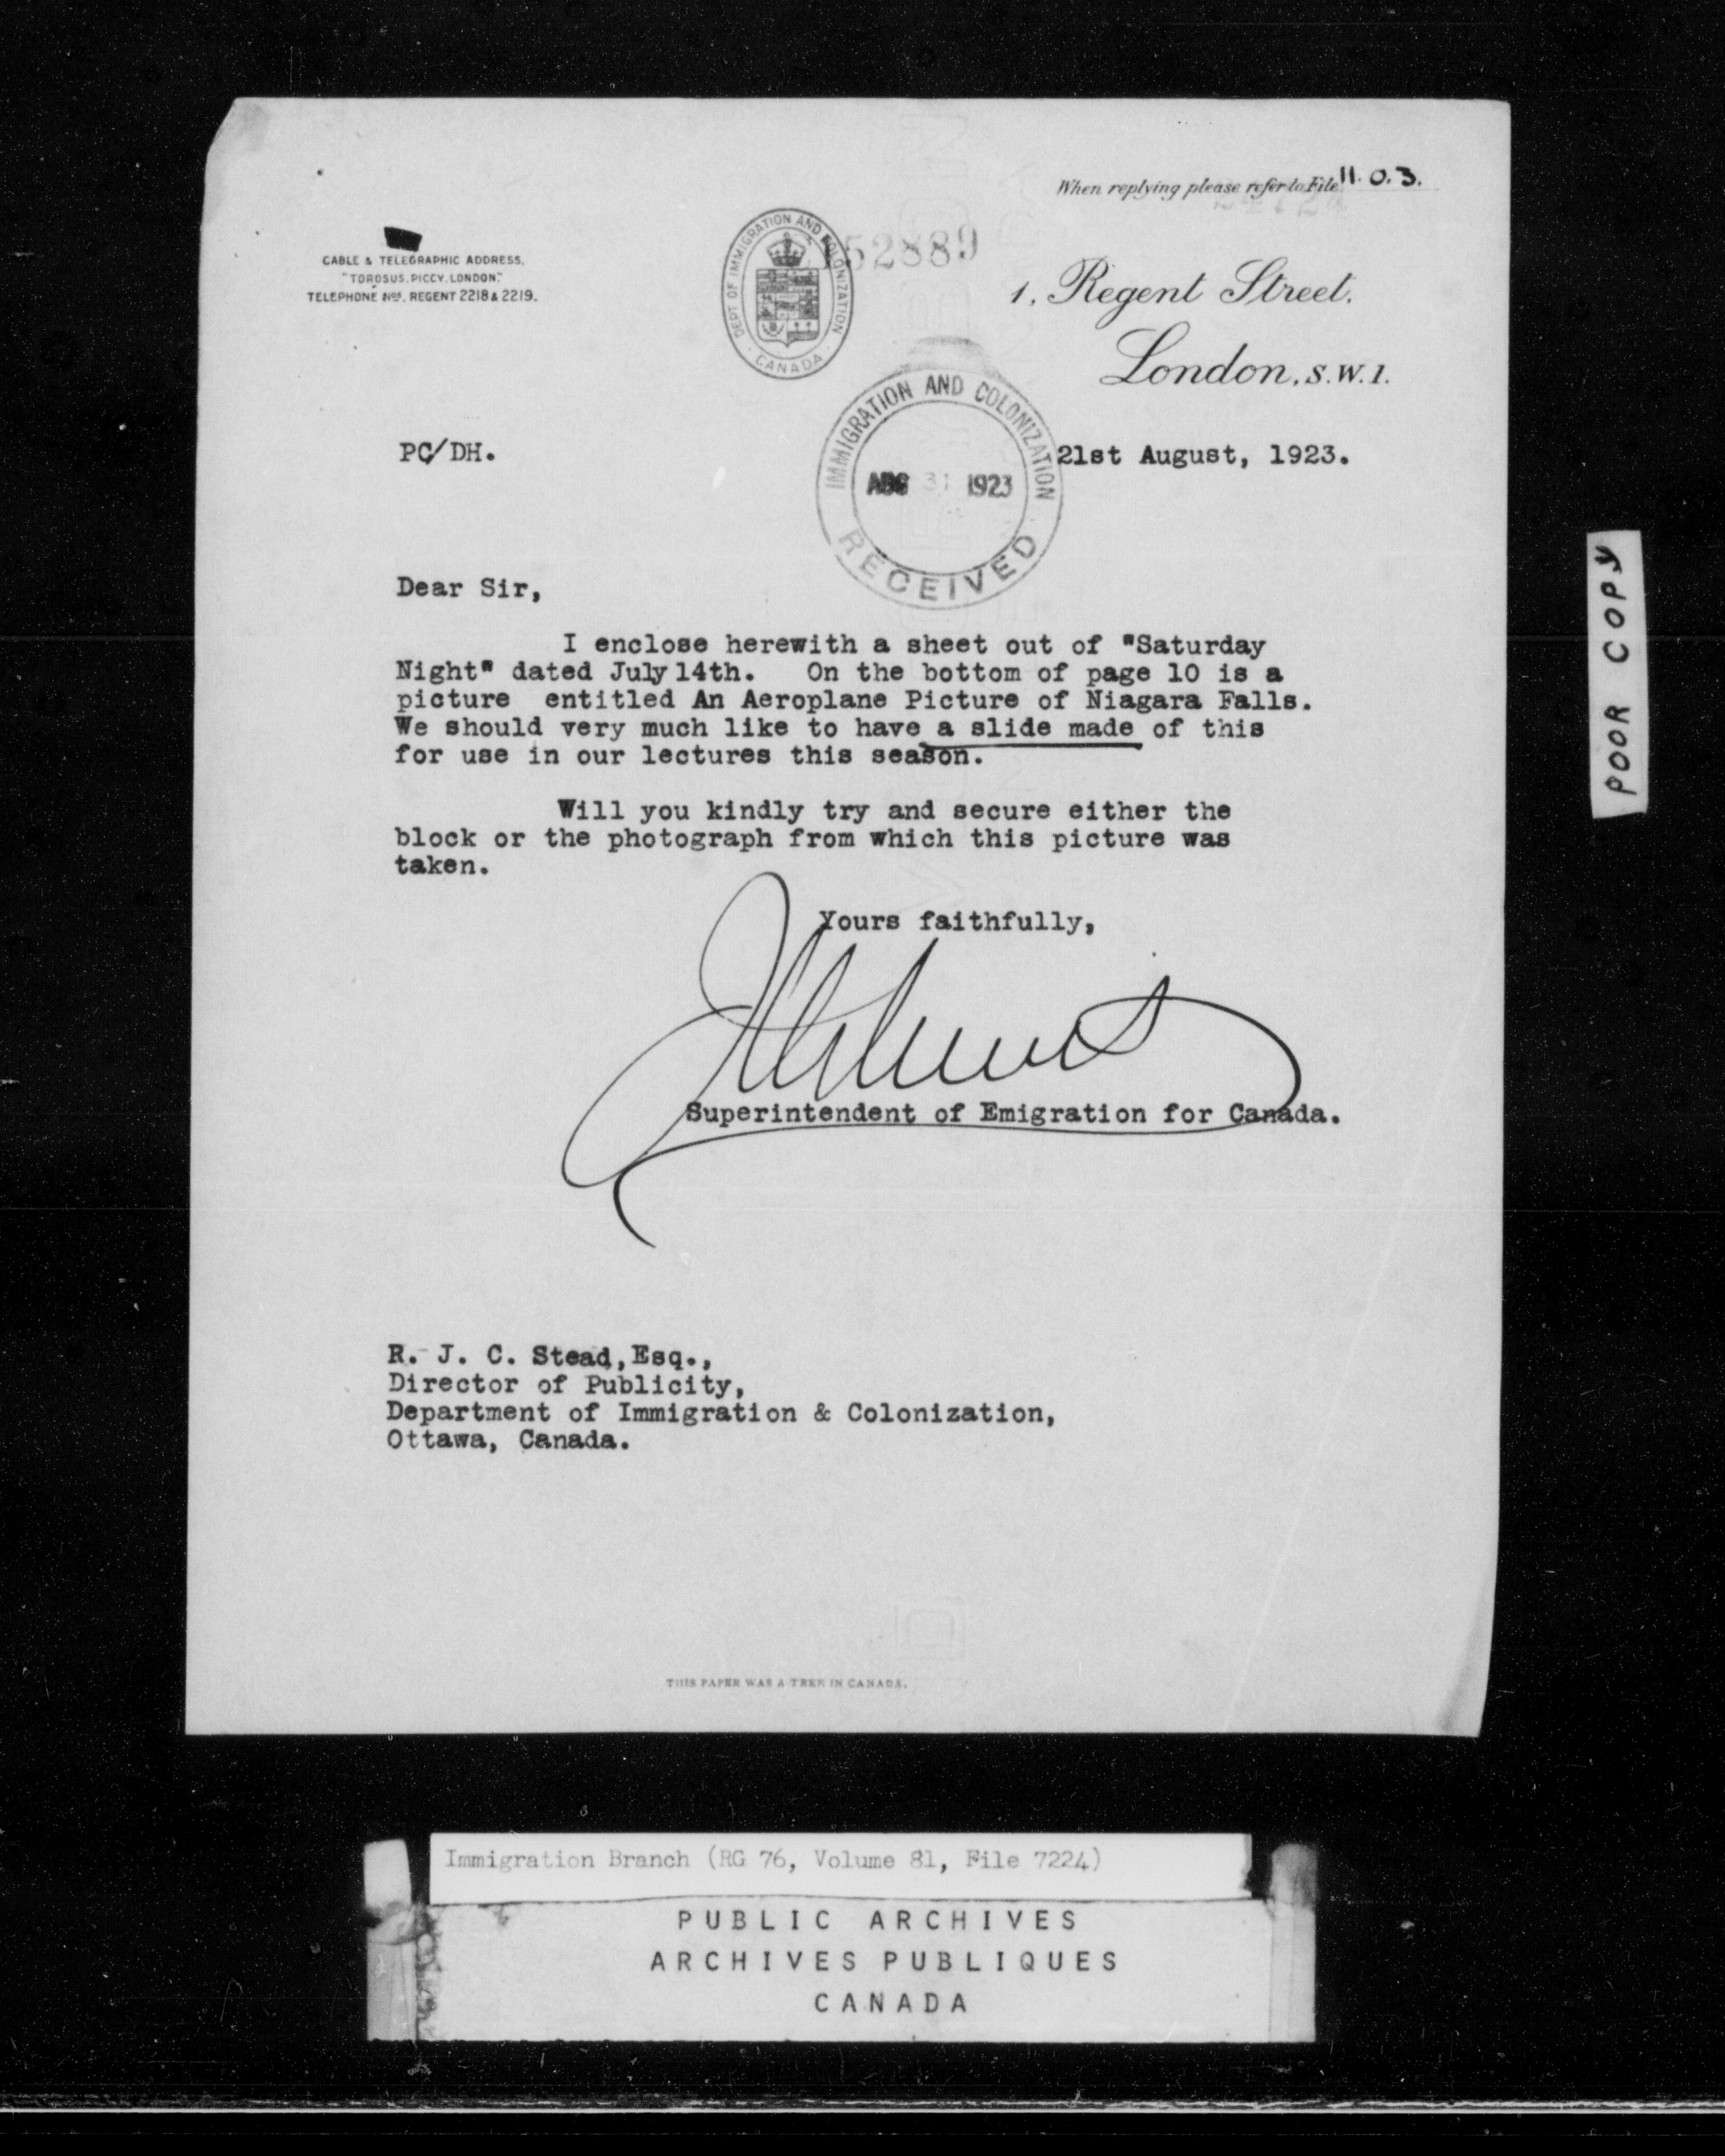 When replying please refer to File 11.0.3.
CABLE & TELEGRAPHIC ADDRESS.
"TOROSUS. PICCY. LONDON."
TELEPHONE Nos. REGENT 2218 & 2219.
DEPT OF IMMIGRATION AND COLONIZATION
CANADA
52889
1, Regent Street,
London, S.W.1.
PC/DH.
21st August, 1923.
IMMIGRATION AND COLONIZATION
AUG 31 1923
RECEIVED
Dear Sir,
I enclose herewith a sheet out of "Saturday
Night" dated July 14th. On the bottom of page 10 is a
picture entitled An Aeroplane Picture of Niagara Falls.
We should very much like to have a slide made of this
for use in our lectures this season.
Will you kindly try and secure either the
block or the photograph from which this picture was
taken.
Yours faithfully,
Superintendent of Emigration for Canada.
R. J. C. Stead, Esq.,
Director of Publicity,
Department of Immigration & Colonization,
Ottawa, Canada.
THIS PAPER WAS A TREE IN CANADA.
POOR COPY
Immigration Branch (RG 76, Volume 81, File 7224)
PUBLIC ARCHIVES
ARCHIVES PUBLIQUES
CANADA